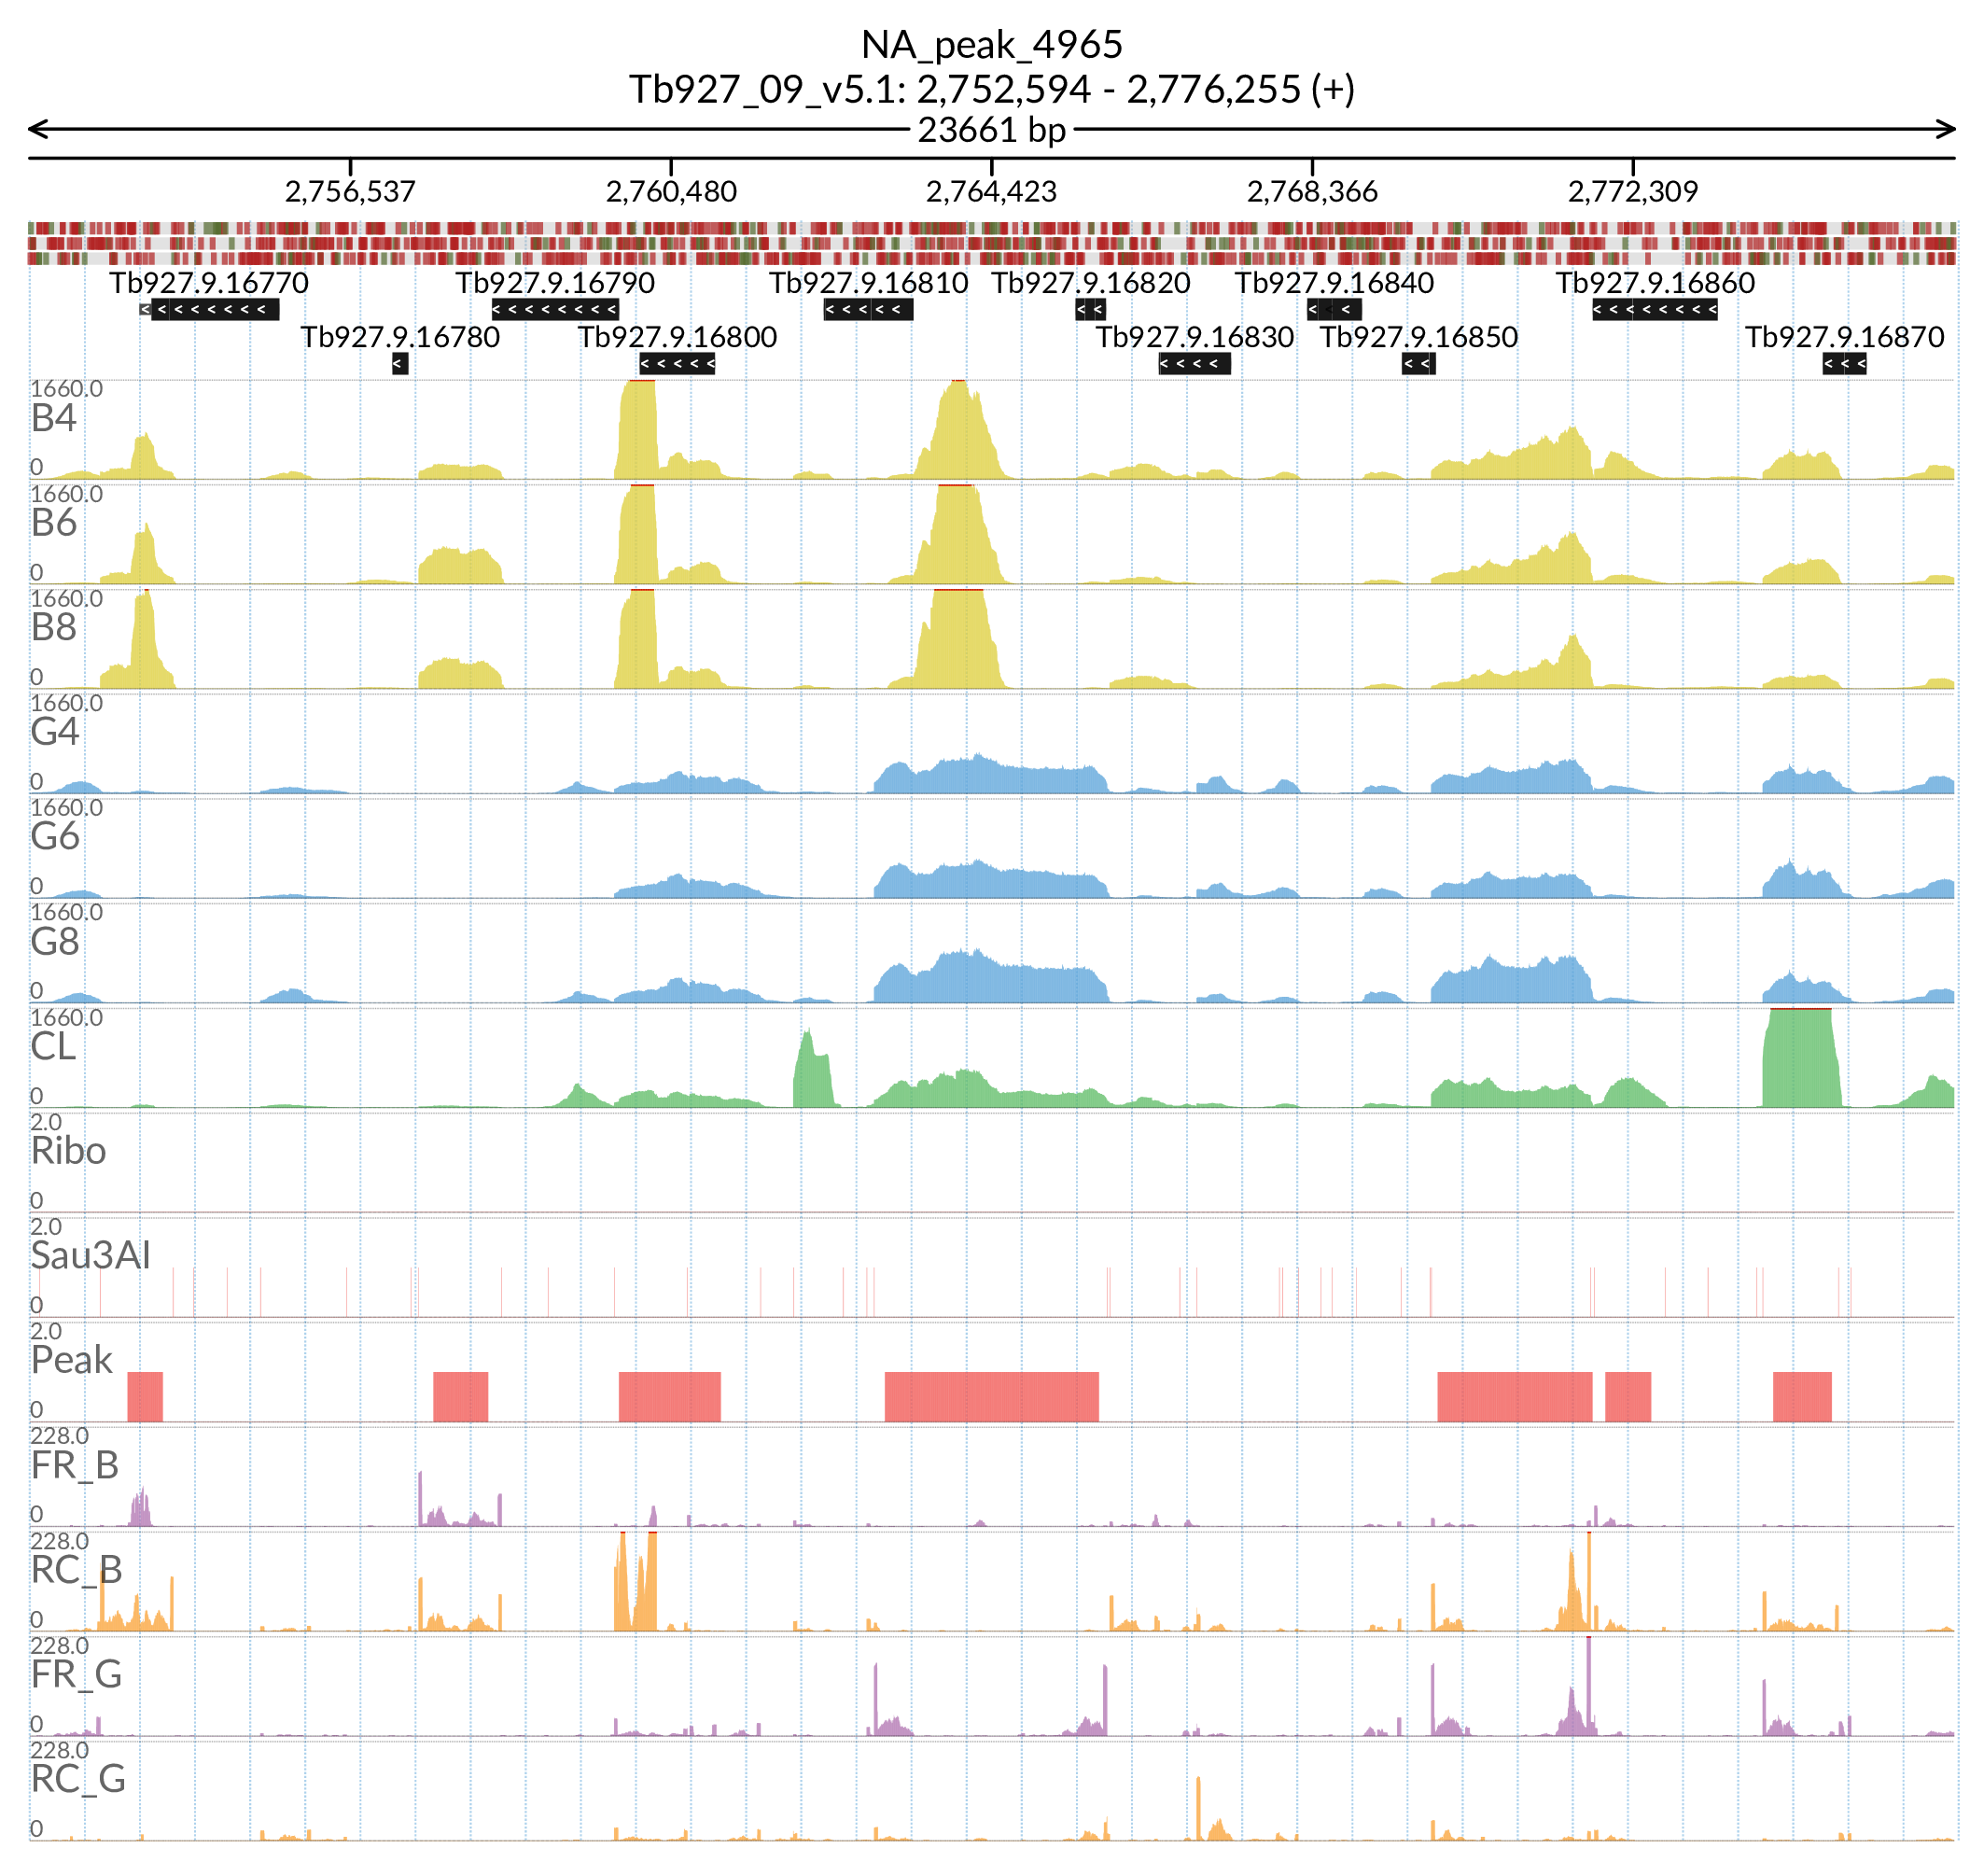 NA_peak_4965
Tb927_09_v5.1: 2,752,594 - 2,776,255 (+)
23661 bp
2,756,537 2,760,480 2,764,423 2,768,366 2,772,309
Tb927.9.16770 Tb927.9.16790 Tb927.9.16810 Tb927.9.16820 Tb927.9.16840 Tb927.9.16860
Tb927.9.16780 Tb927.9.16800 Tb927.9.16830 Tb927.9.16850 Tb927.9.16870
1660.0
B4
0
1660.0
B6
0
1660.0
B8
0
1660.0
G4
0
1660.0
G6
0
1660.0
G8
0
1660.0
CL
0
2.0
Ribo
0
2.0
Sau3AI
0
2.0
Peak
0
228.0
FR_B
0
228.0
RC_B
0
228.0
FR_G
0
228.0
RC_G
0